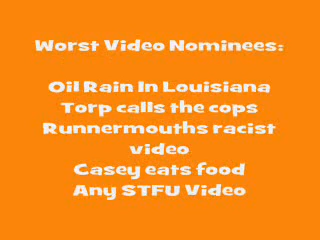 Worst Video Nominees:
Oil Rain In Louisiana
Torp calls the cops
Runnermouths racist
video
Casey eats food
Any STFU Video